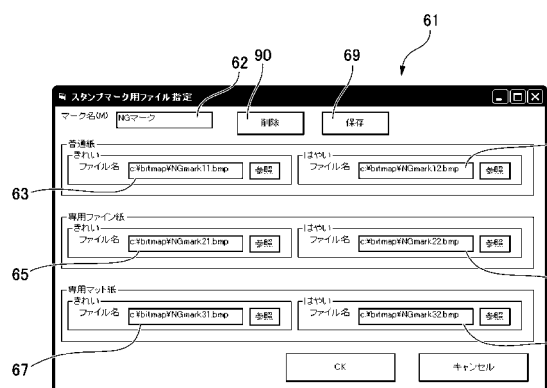 61
62 90 69
スタンプマーク用ファイル指定
マーク名(M) NGマーク 削除 保存
普通紙
きれい はやい
ファイル名 c:¥bitmap¥NGmark11.bmp 参照 ファイル名 c:¥bitmap¥NGmark12.bmp 参照
63
専用ファイン紙
きれい はやい
ファイル名 c:¥bitmap¥NGmark21.bmp 参照 ファイル名 c:¥bitmap¥NGmark22.bmp 参照
65
専用マット紙
きれい はやい
ファイル名 c:¥bitmap¥NGmark31.bmp 参照 ファイル名 c:¥bitmap¥NGmark32.bmp 参照
67
OK キャンセル